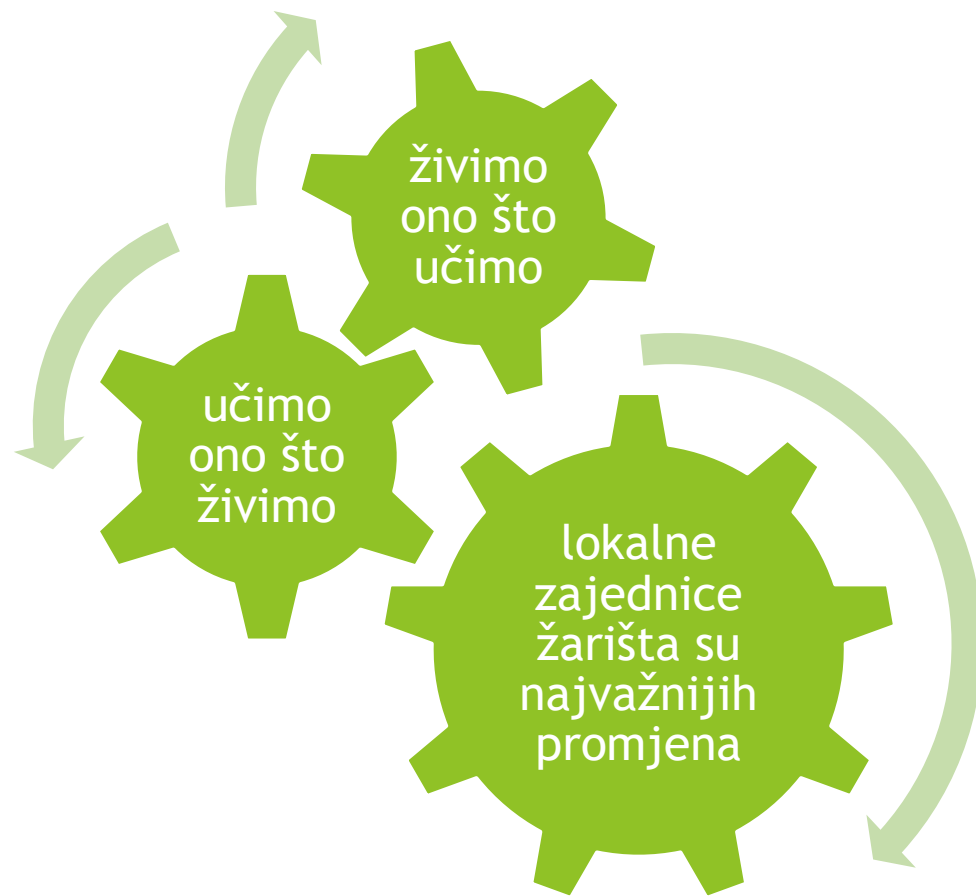 živimo
ono što
učimo
učimo
ono što
živimo
lokalne
zajednice
žarišta su
najvažnijih
promjena